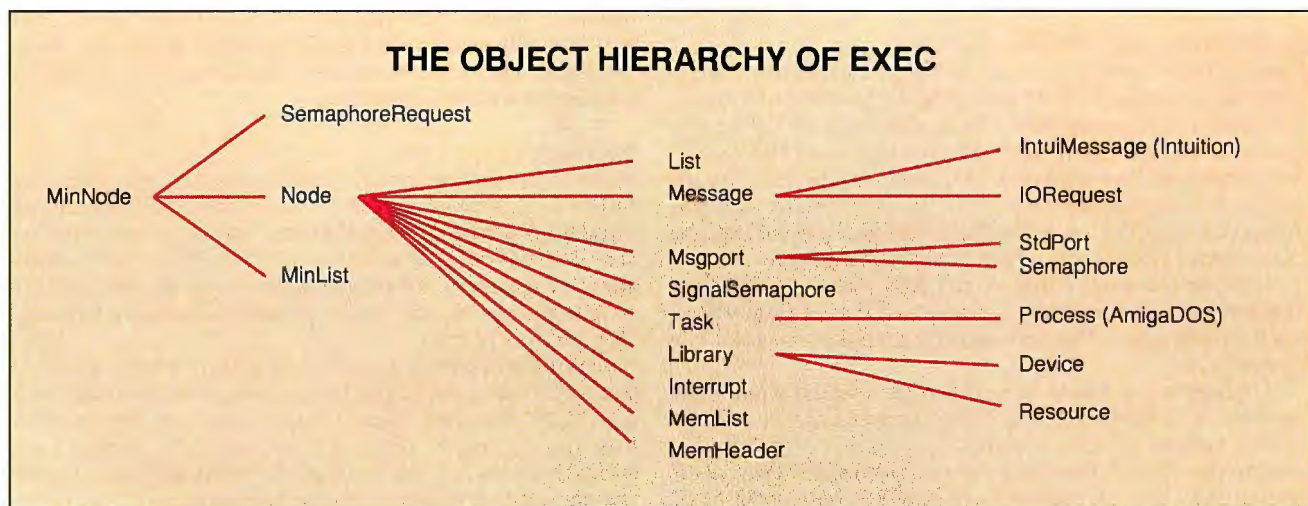 THE OBJECT HIERARCHY OF EXEC
MinNode
SemaphoreRequest
Node
MinList
List
Message
Msgport
SignalSemaphore
Task
Library
Interrupt
MemList
MemHeader
IntuiMessage (Intuition)
IORequest
StdPort
Semaphore
Process (AmigaDOS)
Device
Resource